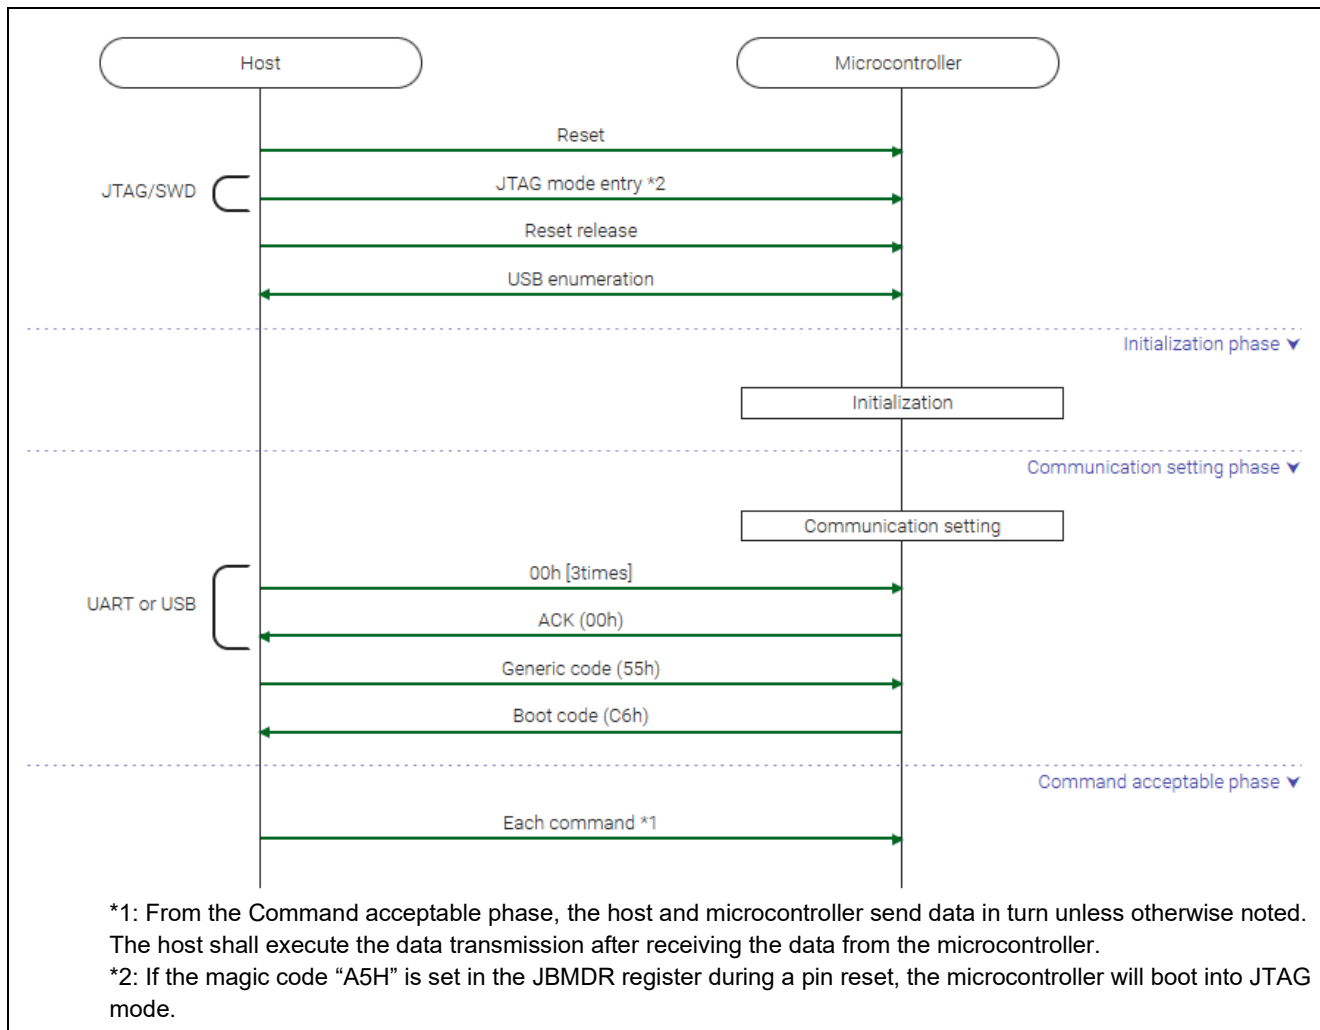 Host
Microcontroller
Reset
JTAG/SWD
JTAG mode entry *2
Reset release
USB enumeration
Initialization phase
Initialization
Communication setting phase
Communication setting
UART or USB
00h [3times]
ACK (00h)
Generic code (55h)
Boot code (C6h)
Command acceptable phase
Each command *1
*1: From the Command acceptable phase, the host and microcontroller send data in turn unless otherwise noted.
The host shall execute the data transmission after receiving the data from the microcontroller.
*2: If the magic code “A5H” is set in the JBMDR register during a pin reset, the microcontroller will boot into JTAG
mode.